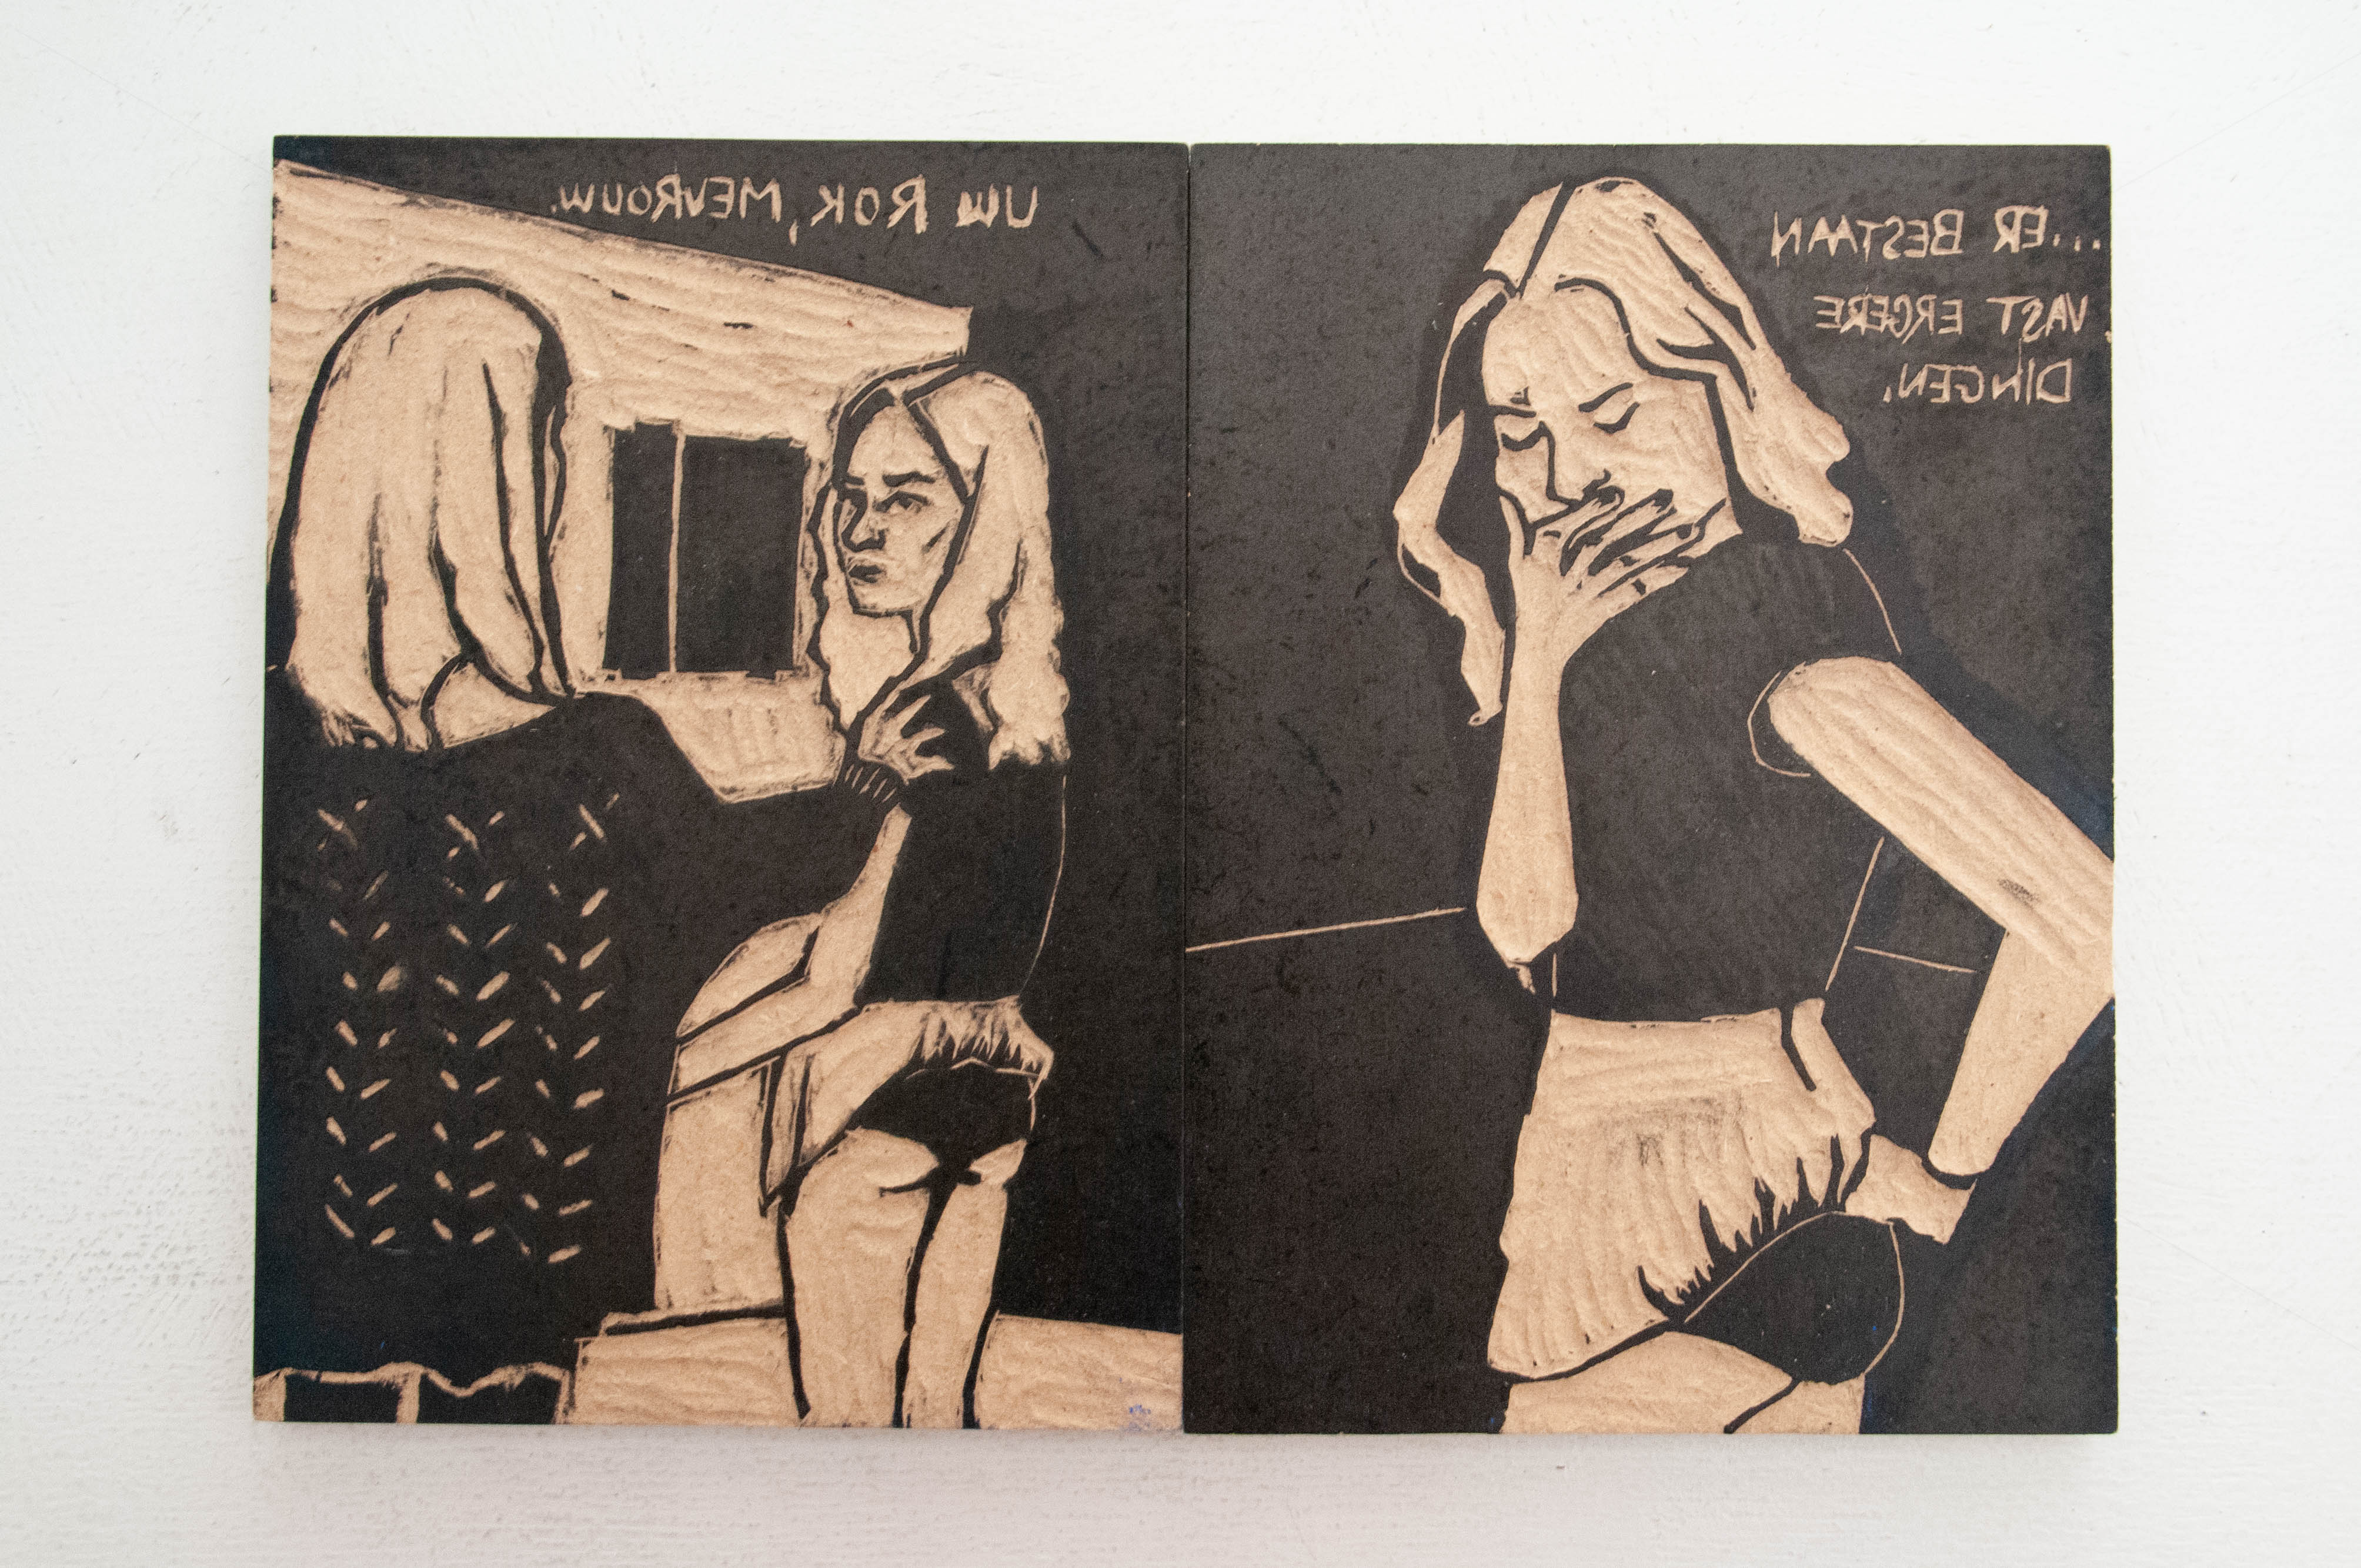 UW ROK, MEVROUW.
...ER BESTAAN
VAST ERGERE
DINGEN.